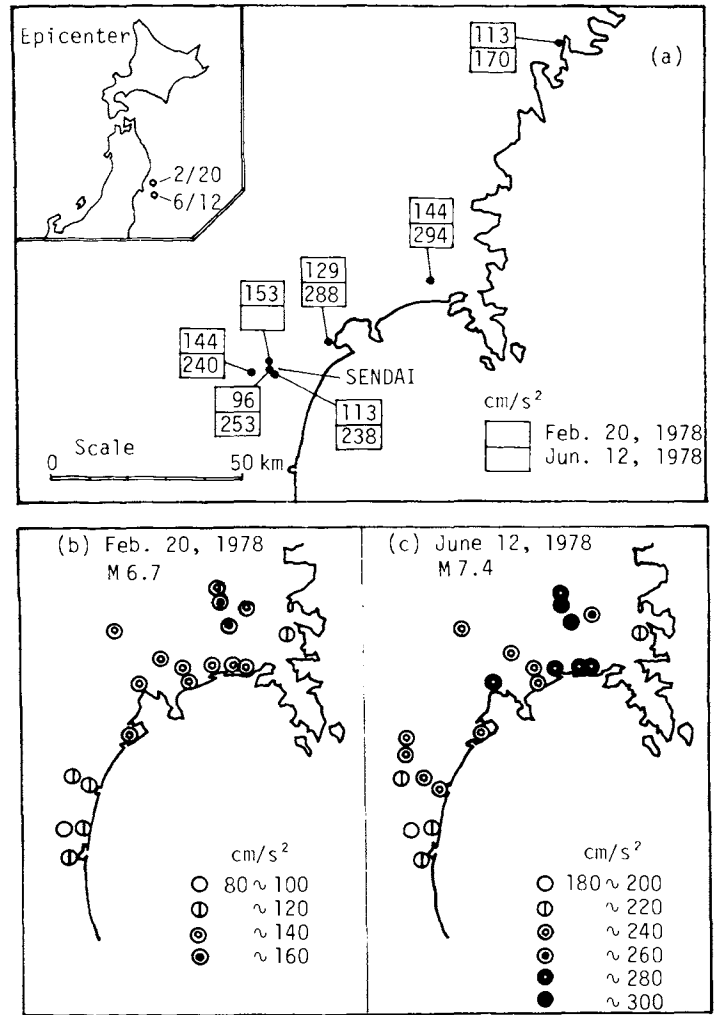 Epicenter
2/20
6/12
(a)
113
170
144
294
129
288
153
144
240
SENDAI
96
253
113
238
cm/s²
Feb. 20, 1978
Jun. 12, 1978
Scale
0 50 km
(b) Feb. 20, 1978
M 6.7
cm/s²
80 ~ 100
~ 120
~ 140
~ 160
(c) June 12, 1978
M 7.4
cm/s²
180 ~ 200
~ 220
~ 240
~ 260
~ 280
~ 300